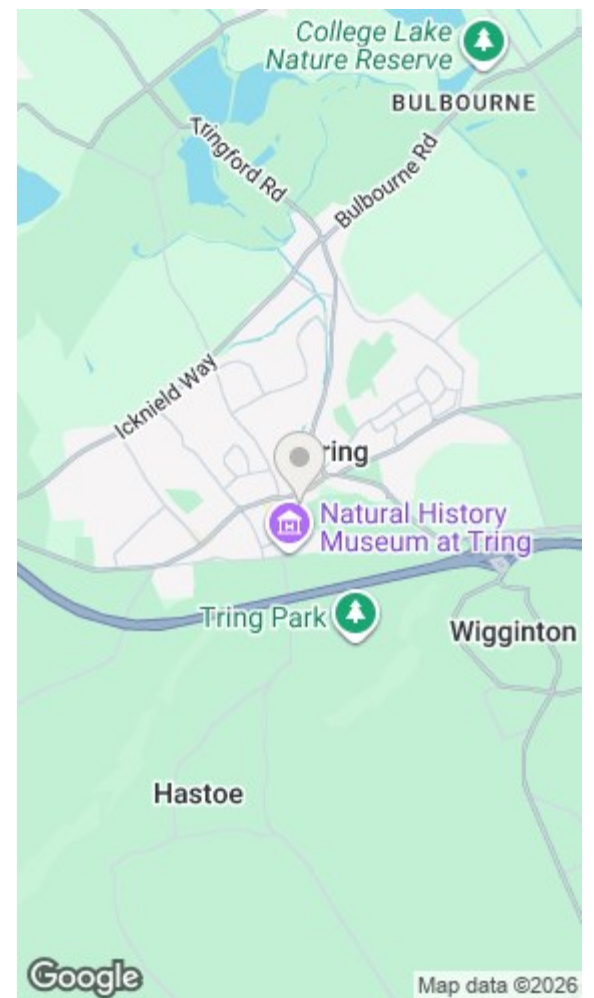 College Lake
Nature Reserve
BULBOURNE
Tringford Rd
Bulbourne Rd
Icknield Way
ring
Natural History
Museum at Tring
Tring Park
Wigginton
Hastoe
Google
Map data ©2026